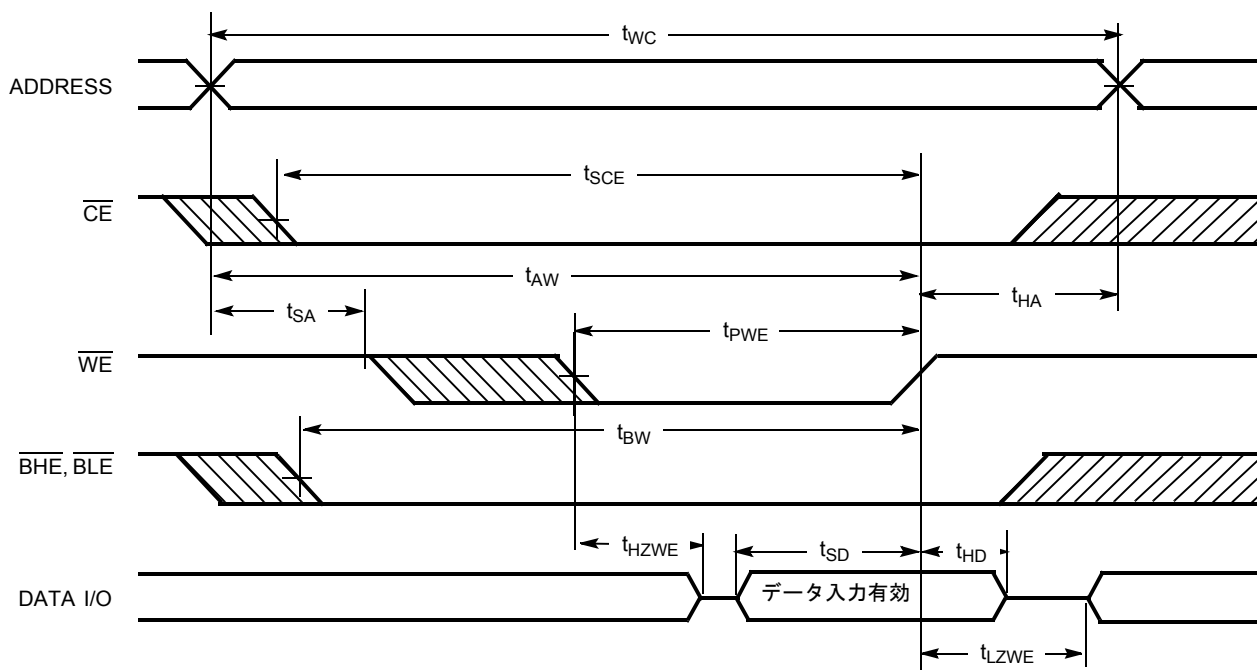 tWC
ADDRESS
tSCE
CE
tAW
tSA
tHA
tPWE
WE
tBW
BHE, BLE
tHZWE
tSD
tHD
DATA I/O
データ入力有効
tLZWE